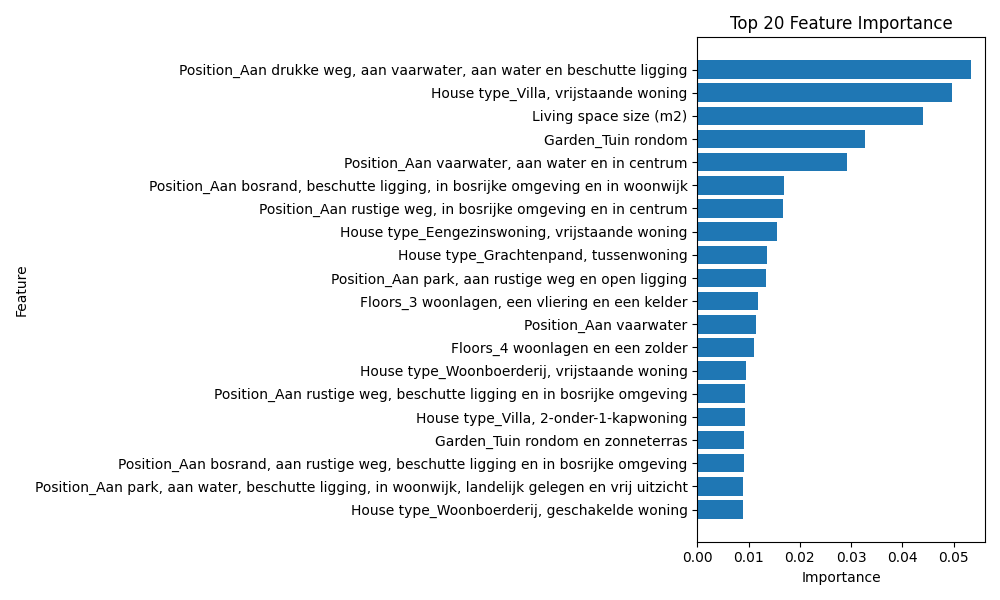 Top 20 Feature Importance
Position_Aan drukke weg, aan vaarwater, aan water en beschutte ligging
House type_Villa, vrijstaande woning
Living space size (m2)
Garden_Tuin rondom
Position_Aan vaarwater, aan water en in centrum
Position_Aan bosrand, beschutte ligging, in bosrijke omgeving en in woonwijk
Position_Aan rustige weg, in bosrijke omgeving en in centrum
House type_Eengezinswoning, vrijstaande woning
House type_Grachtenpand, tussenwoning
Position_Aan park, aan rustige weg en open ligging
Floors_3 woonlagen, een vliering en een kelder
Position_Aan vaarwater
Floors_4 woonlagen en een zolder
House type_Woonboerderij, vrijstaande woning
Position_Aan rustige weg, beschutte ligging en in bosrijke omgeving
House type_Villa, 2-onder-1-kapwoning
Garden_Tuin rondom en zonneterras
Position_Aan bosrand, aan rustige weg, beschutte ligging en in bosrijke omgeving
Position_Aan park, aan water, beschutte ligging, in woonwijk, landelijk gelegen en vrij uitzicht
House type_Woonboerderij, geschakelde woning
Feature
0.00 0.01 0.02 0.03 0.04 0.05
Importance